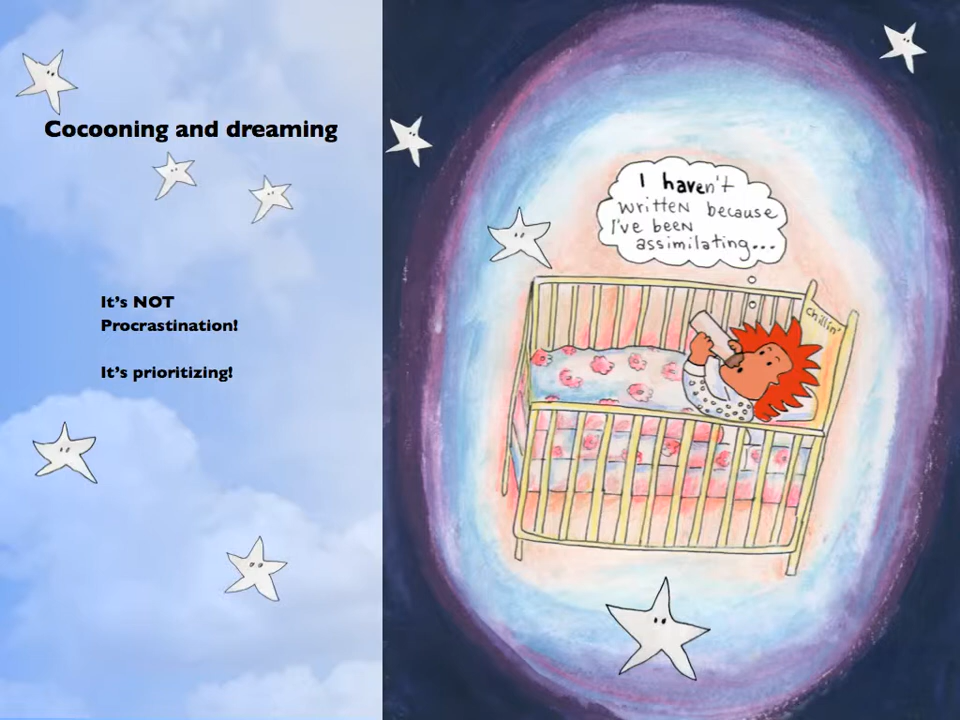 Cocooning and dreaming
It's NOT
Procrastination!
It's prioritizing!
I haven't
written because
I've been
assimilating...
Chillin'